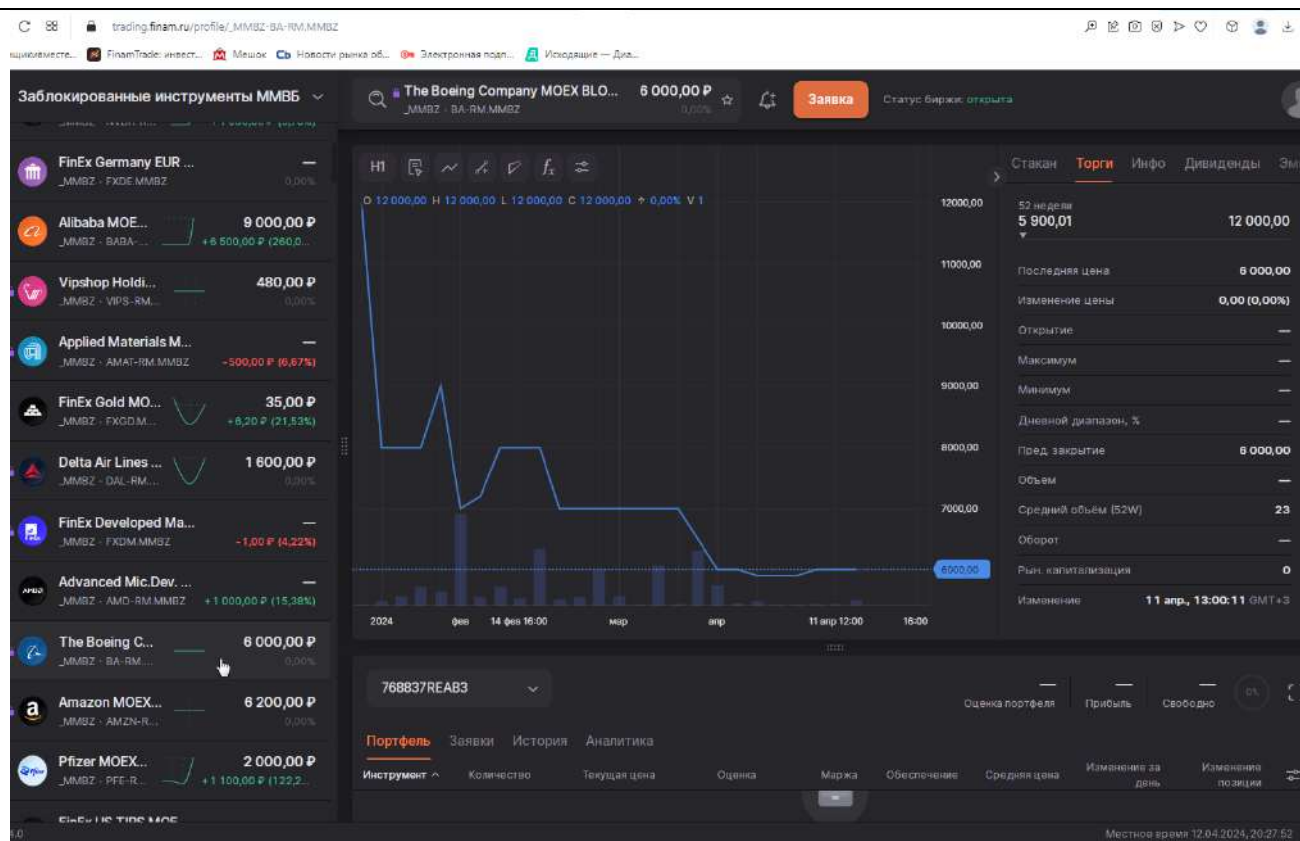 trading.finam.ru/profile/_MMBZ-BA-RM.MMBZ
FinamTrade: инвест... Мешок Сb Новости рынка об... Электронная подп... Исходящие — Диа...
Заблокированные инструменты ММВБ
The Boeing Company MOEX BLO... 6 000,00 ₽
_MMBZ · BA-RM.MMBZ 0,00%
Заявка
Статус биржи: открыта
FinEx Germany EUR ... —
_MMBZ · FXDE.MMBZ 0,00%
Alibaba MOE... 9 000,00 ₽
_MMBZ · BABA-... +6 500,00 ₽ (260,0...
Vipshop Holdi... 480,00 ₽
_MMBZ · VIPS-RM... 0,00%
Applied Materials M... —
_MMBZ · AMAT-RM.MMBZ -500,00 ₽ (6,67%)
FinEx Gold MO... 35,00 ₽
_MMBZ · FXGD.M... +6,20 ₽ (21,53%)
Delta Air Lines ... 1 600,00 ₽
_MMBZ · DAL-RM.... 0,00%
FinEx Developed Ma... —
_MMBZ · FXDM.MMBZ -1,00 ₽ (4,22%)
Advanced Mic.Dev. ... —
_MMBZ · AMD-RM.MMBZ +1 000,00 ₽ (15,38%)
The Boeing C... 6 000,00 ₽
_MMBZ · BA-RM.... 0,00%
Amazon MOEX... 6 200,00 ₽
_MMBZ · AMZN-R... 0,00%
Pfizer MOEX... 2 000,00 ₽
_MMBZ · PFE-R... +1 100,00 ₽ (122,2...
FinEx US TIPS MOE
H1
O 12 000,00 H 12 000,00 L 12 000,00 C 12 000,00 0,00% V 1
12000,00
11000,00
10000,00
9000,00
8000,00
7000,00
6000,00
2024 фев 14 фев 16:00 мар апр 11 апр 12:00 16:00
Стакан Торги Инфо Дивиденды Эм
52 недели
5 900,01 12 000,00
Последняя цена 6 000,00
Изменение цены 0,00 (0,00%)
Открытие —
Максимум —
Минимум —
Дневной диапазон, % —
Пред. закрытие 6 000,00
Объем —
Средний объём (52W) 23
Оборот —
Рын. капитализация 0
Изменение 11 апр., 13:00:11 GMT+3
768837REAB3
— — — 0%
Оценка портфеля Прибыль Свободно
Портфель Заявки История Аналитика
Инструмент Количество Текущая цена Оценка Маржа Обеспечение Средняя цена Изменение за день Изменение позиции
4.0
Местное время 12.04.2024, 20:27:52